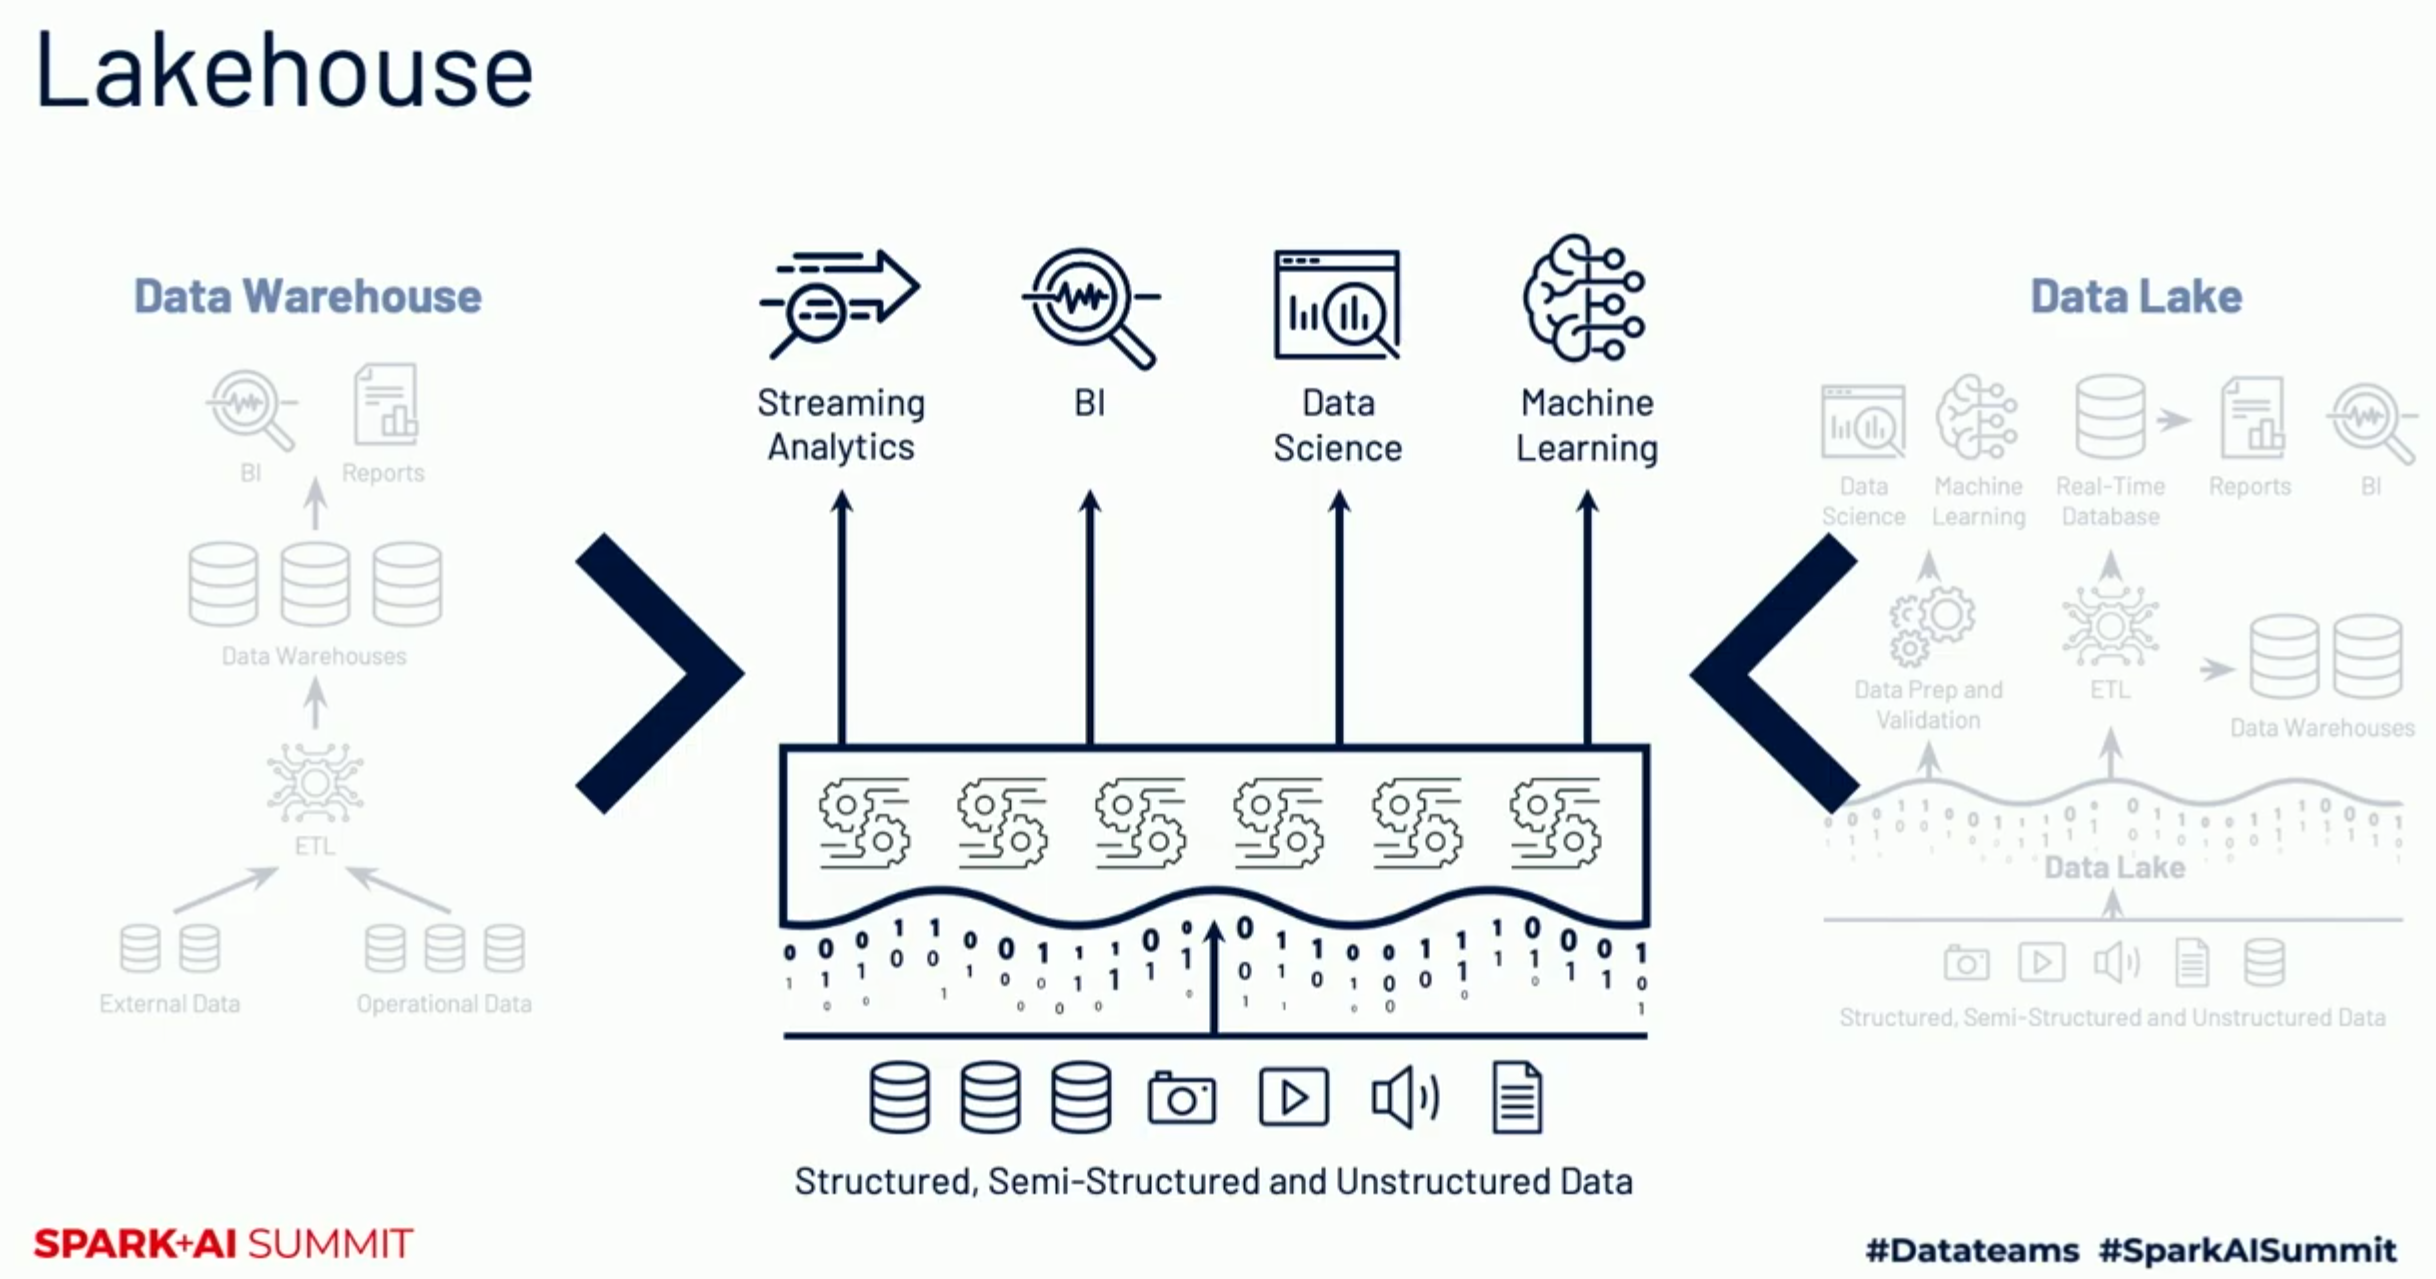 Lakehouse
Data Warehouse
BI
Reports
Data Warehouses
ETL
External Data
Operational Data
Streaming
Analytics
BI
Data
Science
Machine
Learning
Structured, Semi-Structured and Unstructured Data
Data Lake
Data
Science
Machine
Learning
Real-Time
Database
Reports
BI
Data Prep and
Validation
ETL
Data Warehouses
Data Lake
Structured, Semi-Structured and Unstructured Data
SPARK+AI SUMMIT
#Datateams #SparkAISummit